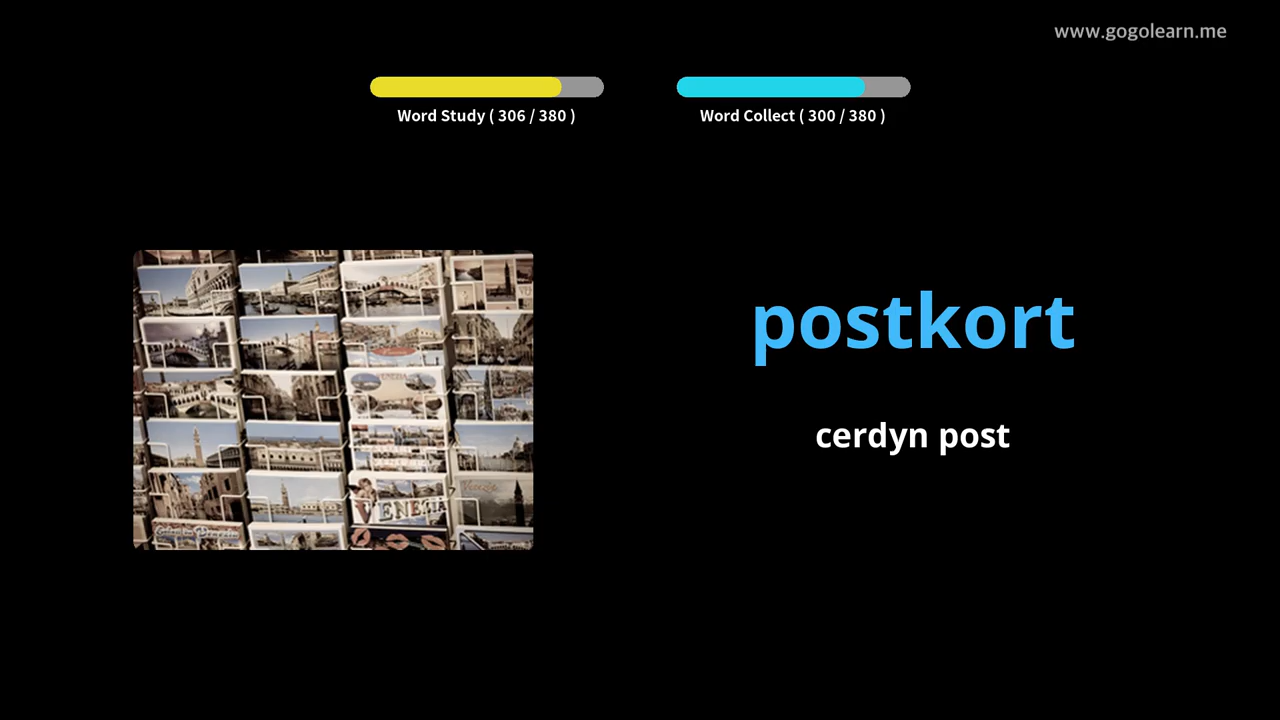 www.gogolearn.me
Word Study ( 306 / 380 )
Word Collect ( 300 / 380 )
postkort
cerdyn post
VENEZIA